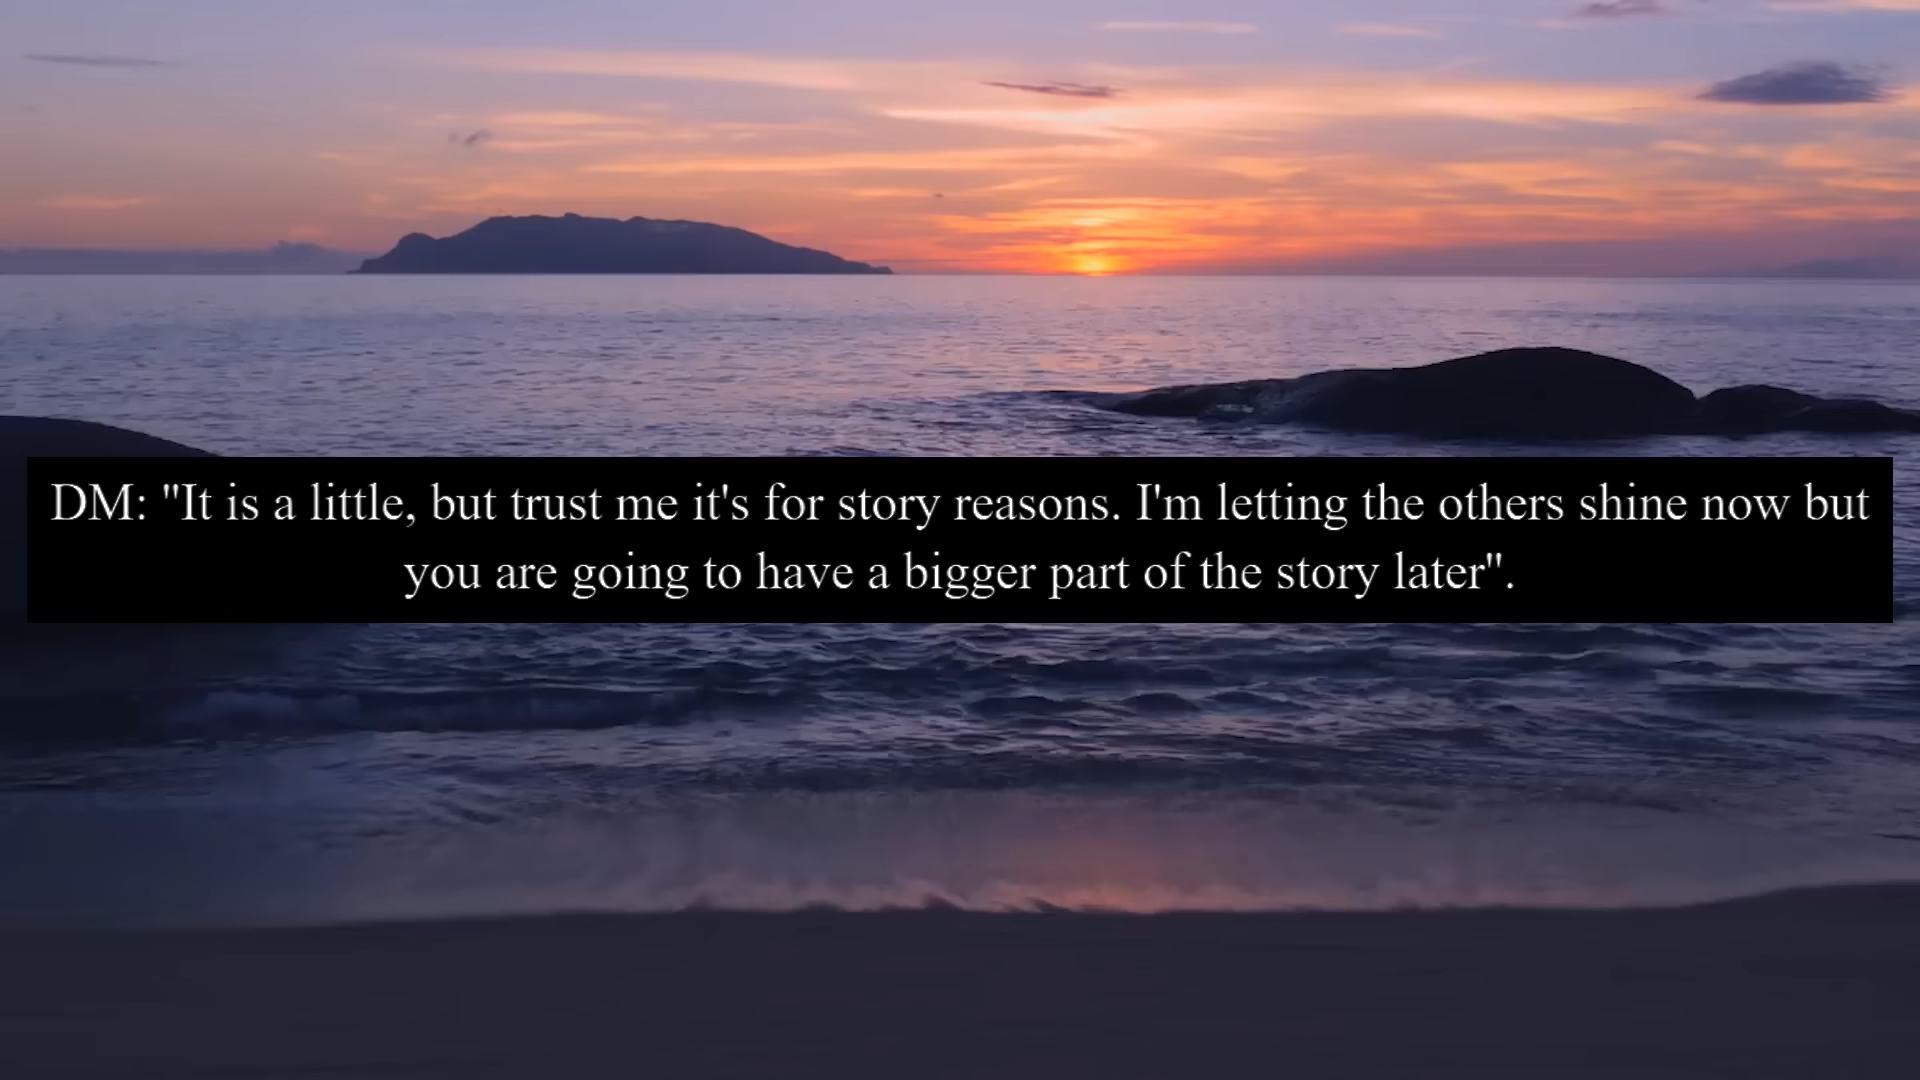 DM: "It is a little, but trust me it's for story reasons. I'm letting the others shine now but
you are going to have a bigger part of the story later".